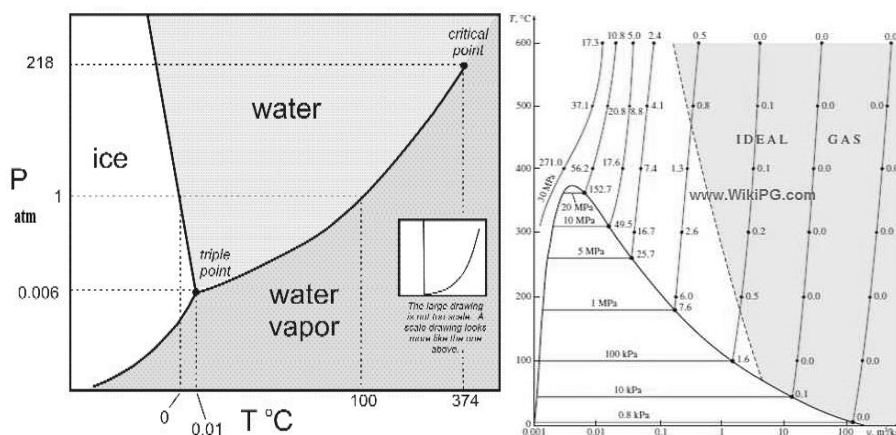 critical
point
218
water
ice
P
atm
1
triple
point
0.006
water
vapor
The large drawing
is not too scale. A
scale drawing looks
more like the one
above.
0
0.01
T °C
100
374
T, °C
600
500
400
300
200
100
0
17.3
10.8
5.0
2.4
0.5
0.0
0.0
0.0
37.1
20.8
8.8
4.1
0.8
0.1
0.0
0.0
IDEAL GAS
271.0
56.2
17.6
7.4
1.3
0.1
0.0
30 MPa
152.7
www.WikiPG.com
20 MPa
10 MPa
49.5
16.7
2.6
0.2
0.0
0.0
5 MPa
25.7
6.0
0.5
0.0
0.0
1 MPa
7.6
100 kPa
1.6
0.0
0.0
10 kPa
0.1
0.8 kPa
0.0
0.001
0.01
0.1
1
10
100